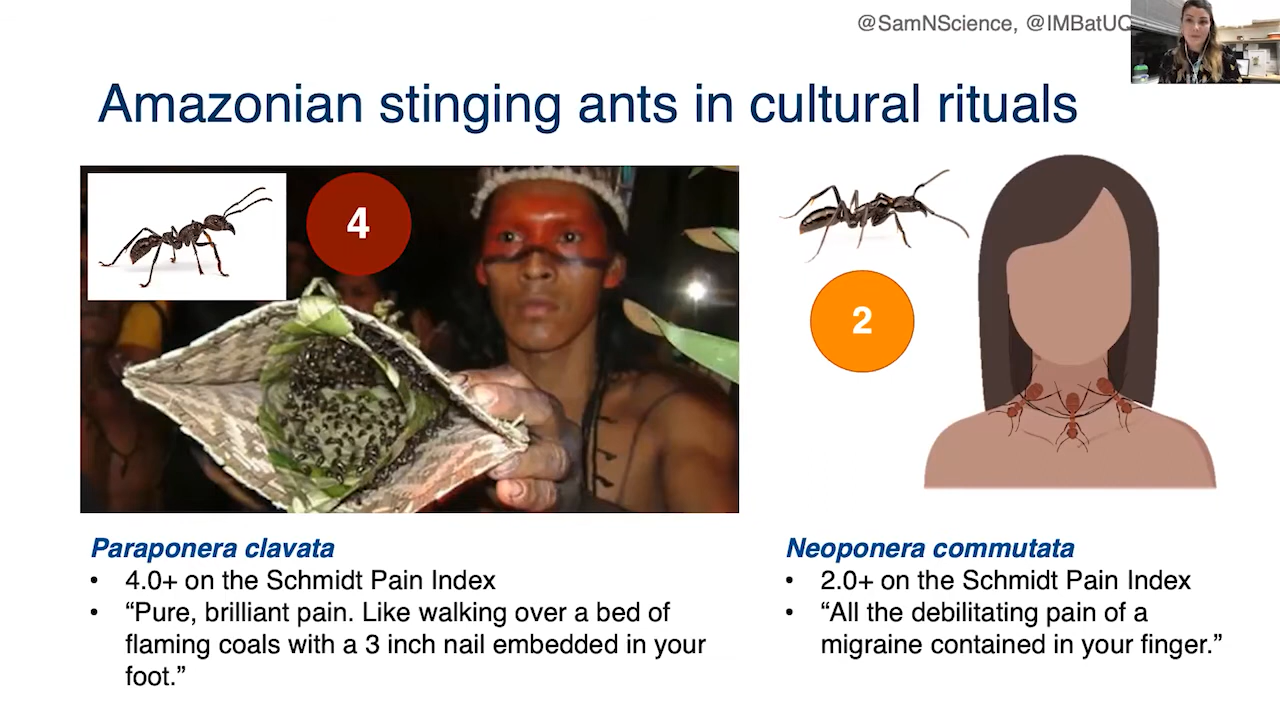 @SamNScience, @IMBatUQ
Amazonian stinging ants in cultural rituals
4
2
Paraponera clavata
• 4.0+ on the Schmidt Pain Index
• “Pure, brilliant pain. Like walking over a bed of
flaming coals with a 3 inch nail embedded in your
foot.”
Neoponera commutata
• 2.0+ on the Schmidt Pain Index
• “All the debilitating pain of a
migraine contained in your finger.”